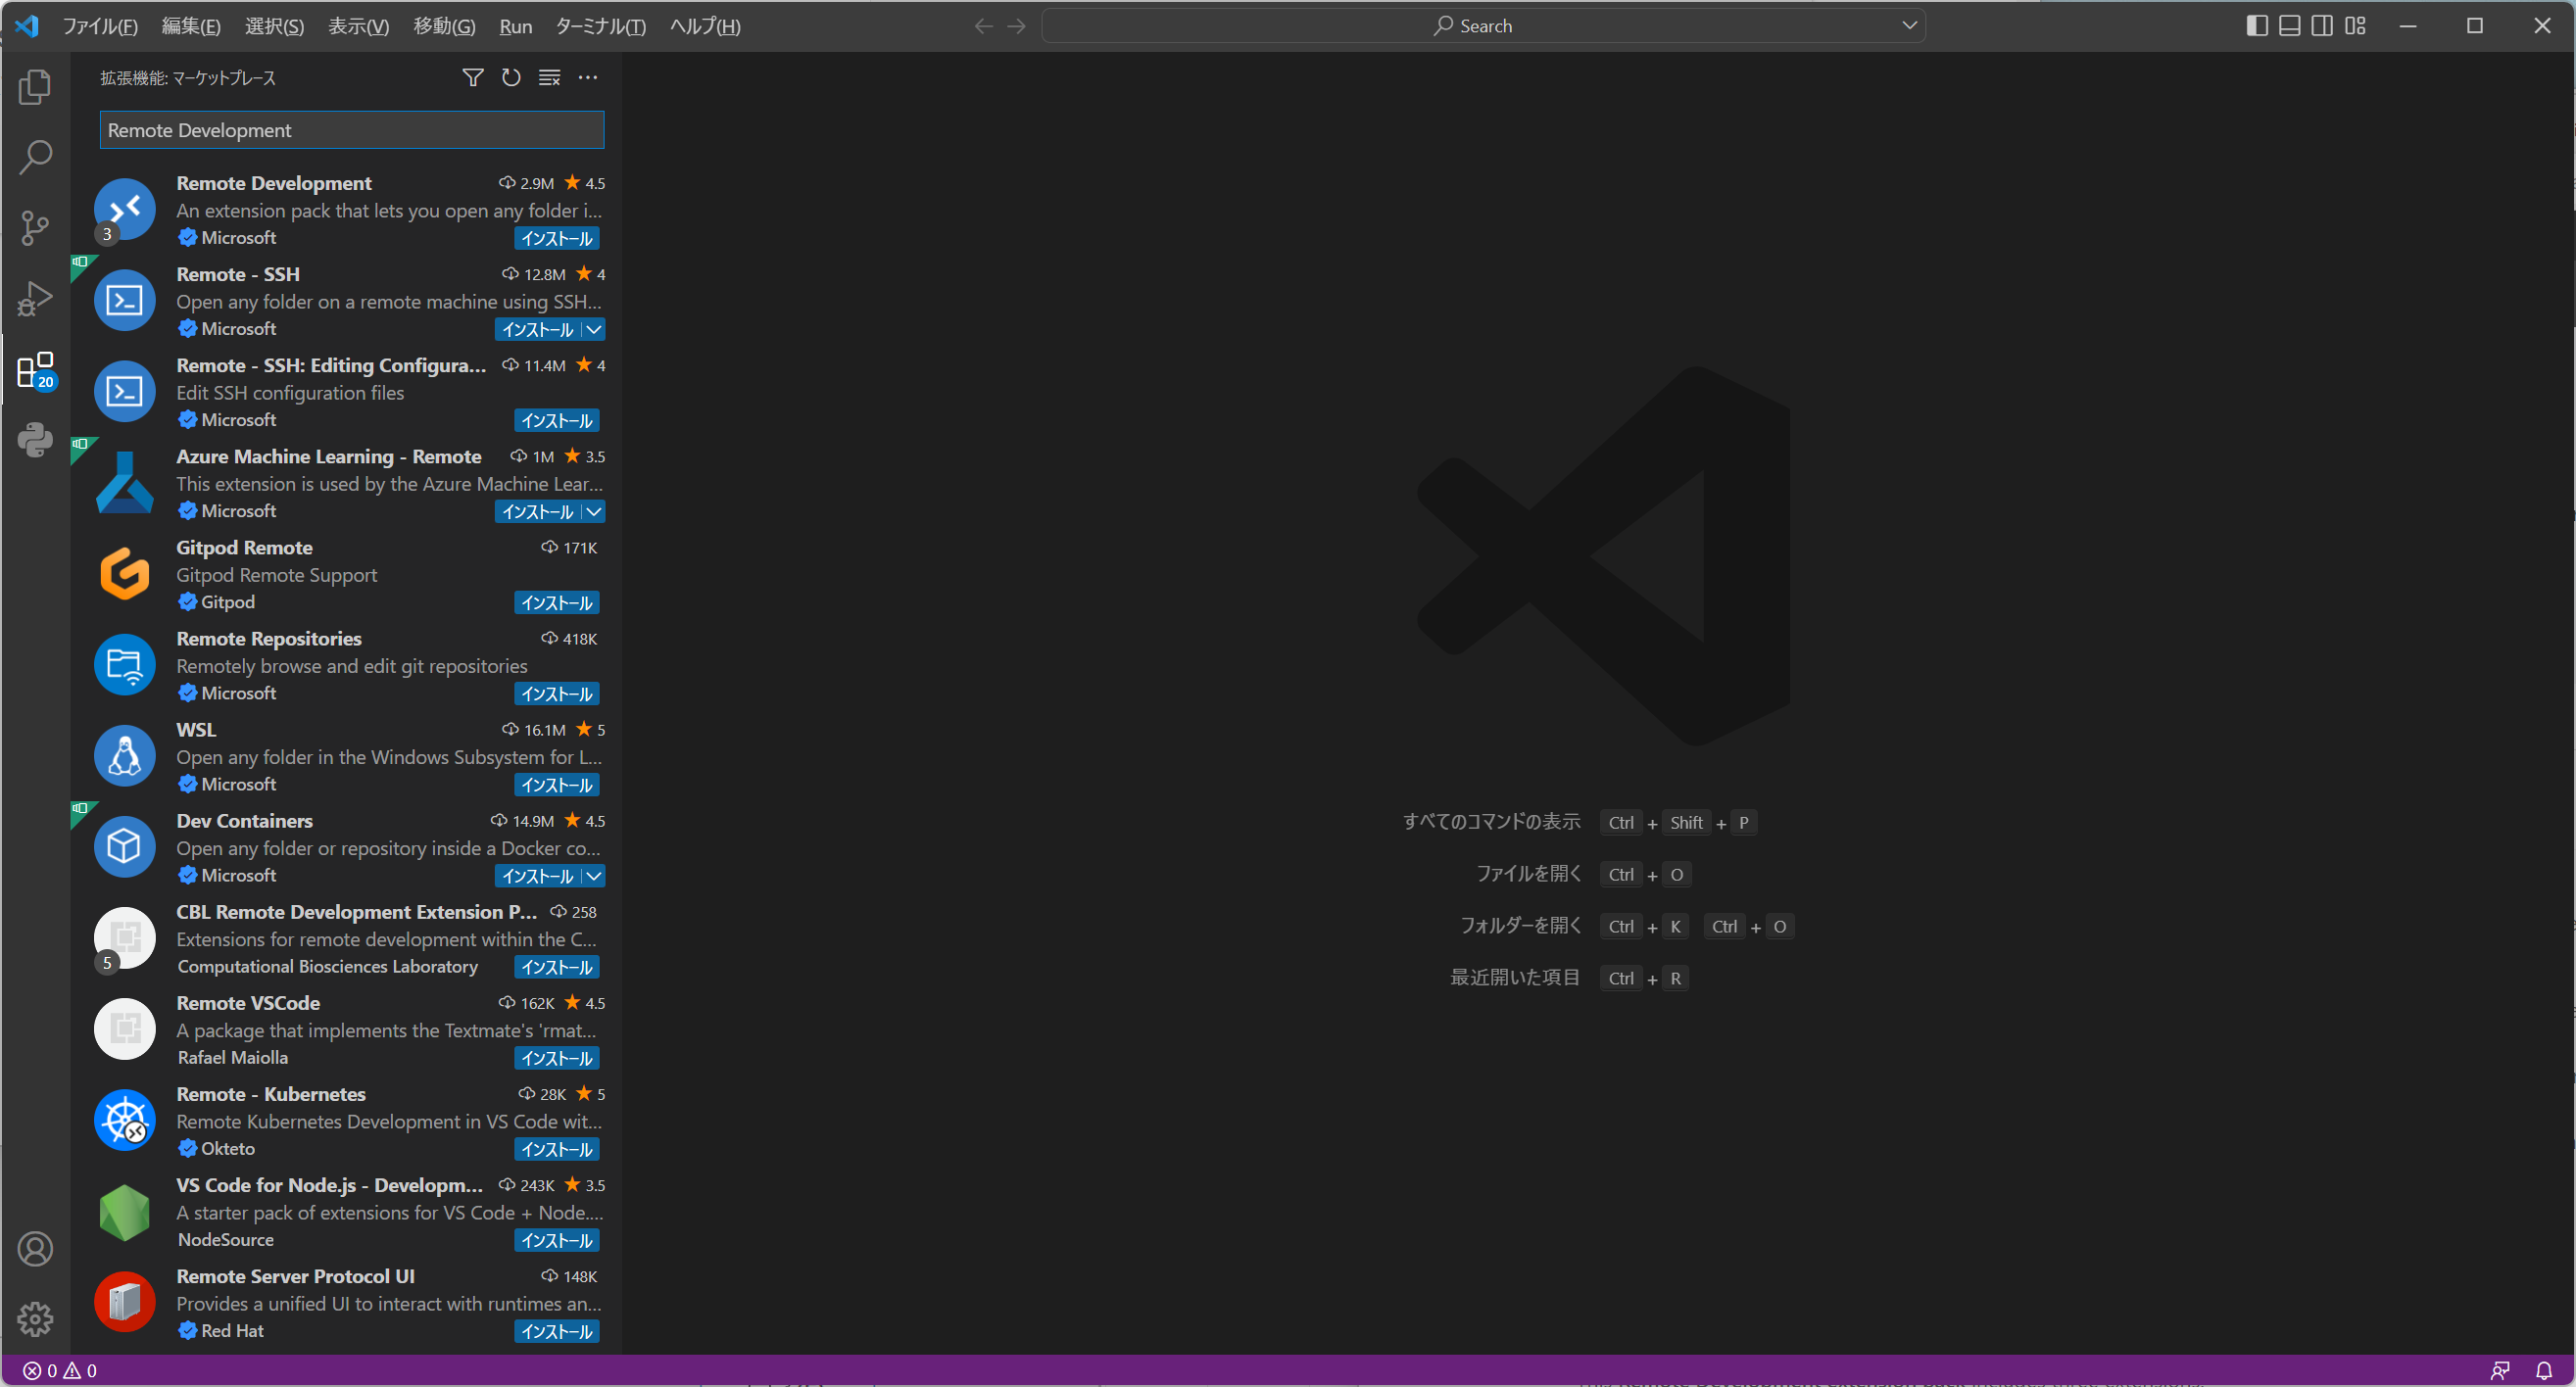 ファイル(F) 編集(E) 選択(S) 表示(V) 移動(G) Run ターミナル(T) ヘルプ(H) Search
拡張機能: マーケットプレース
Remote Development
Remote Development 2.9M 4.5
An extension pack that lets you open any folder i...
3
Microsoft インストール
Remote - SSH 12.8M 4
Open any folder on a remote machine using SSH...
Microsoft インストール
Remote - SSH: Editing Configura... 11.4M 4
Edit SSH configuration files
Microsoft インストール
20
Azure Machine Learning - Remote 1M 3.5
This extension is used by the Azure Machine Lear...
Microsoft インストール
Gitpod Remote 171K
Gitpod Remote Support
Gitpod インストール
Remote Repositories 418K
Remotely browse and edit git repositories
Microsoft インストール
WSL 16.1M 5
Open any folder in the Windows Subsystem for L...
Microsoft インストール
Dev Containers 14.9M 4.5
Open any folder or repository inside a Docker co...
Microsoft インストール
CBL Remote Development Extension P... 258
Extensions for remote development within the C...
5
Computational Biosciences Laboratory インストール
Remote VSCode 162K 4.5
A package that implements the Textmate's 'rmat...
Rafael Maiolla インストール
Remote - Kubernetes 28K 5
Remote Kubernetes Development in VS Code wit...
Okteto インストール
VS Code for Node.js - Developm... 243K 3.5
A starter pack of extensions for VS Code + Node....
NodeSource インストール
Remote Server Protocol UI 148K
Provides a unified UI to interact with runtimes an...
Red Hat インストール
すべてのコマンドの表示 Ctrl + Shift + P
ファイルを開く Ctrl + O
フォルダーを開く Ctrl + K Ctrl + O
最近開いた項目 Ctrl + R
0 0